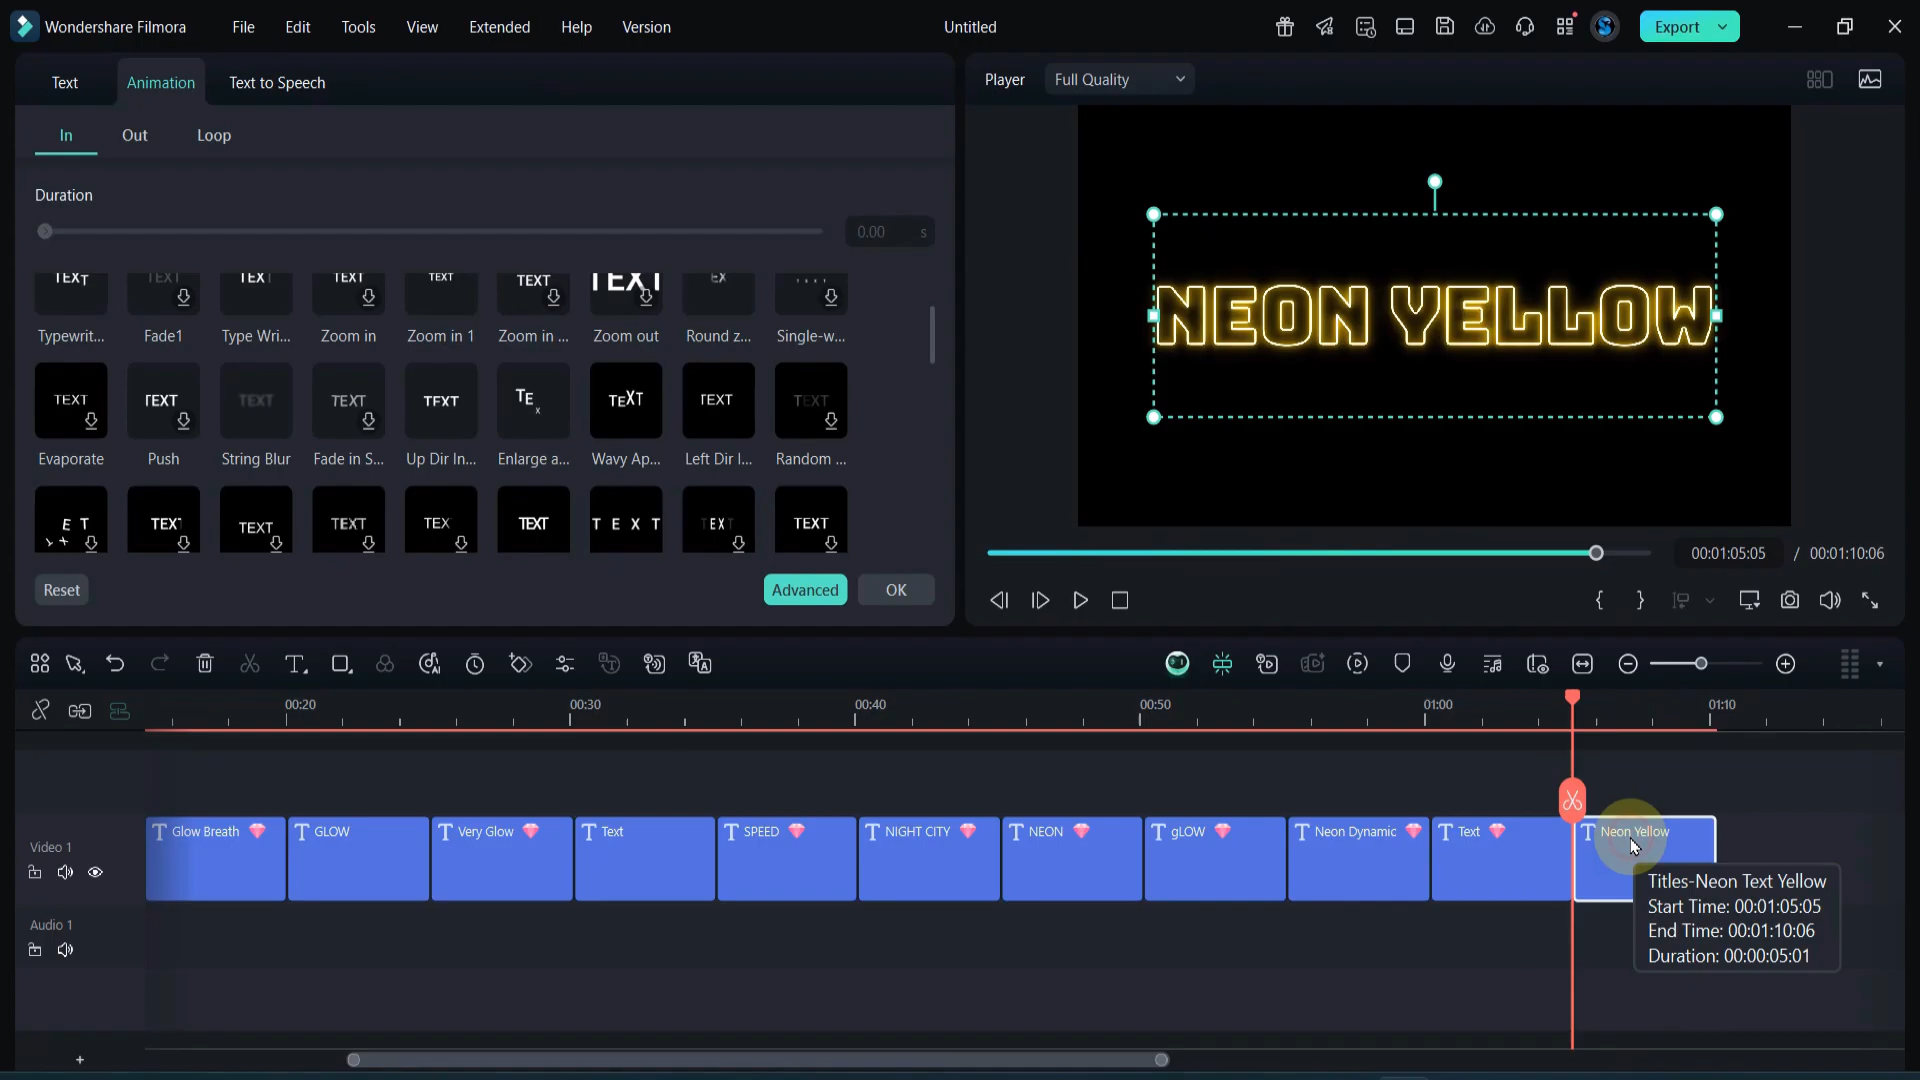 Wondershare Filmora
File
Edit
Tools
View
Extended
Help
Version
Untitled
Export
Text
Animation
Text to Speech
Player
Full Quality
In
Out
Loop
Duration
0.00 s
TEXT
TEXT
TEXT
TEXT
TEXT
TEXT
TEXT
EX
Typewrit...
Fade1
Type Wri...
Zoom in
Zoom in 1
Zoom in ...
Zoom out
Round z...
Single-w...
TEXT
TEXT
TEXT
TEXT
TEXT
TEx
TEXT
TEXT
TEXT
Evaporate
Push
String Blur
Fade in S...
Up Dir In...
Enlarge a...
Wavy Ap...
Left Dir I...
Random ...
E T
TEX
TEXT
TEXT
TEX
TEXT
T E X T
EXT
TEXT
Reset
Advanced
OK
NEON YELLOW
00:01:05:05 / 00:01:10:06
00:20
00:30
00:40
00:50
01:00
01:10
Video 1
Glow Breath
GLOW
Very Glow
Text
SPEED
NIGHT CITY
NEON
gLOW
Neon Dynamic
Text
Neon Yellow
Titles-Neon Text Yellow
Start Time: 00:01:05:05
End Time: 00:01:10:06
Duration: 00:00:05:01
Audio 1